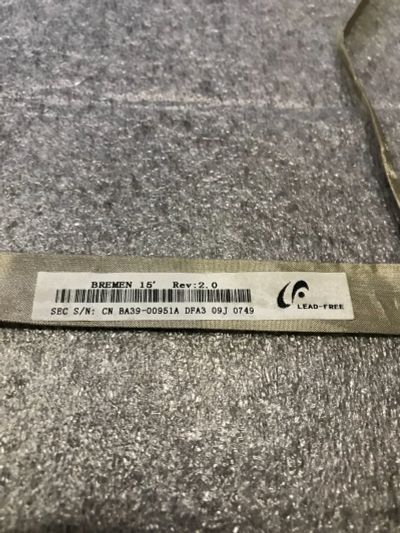 BREMEN 15' Rev:2.0
SEC S/N: CN BA39-00951A DFA3 09J 0749
LEAD-FREE